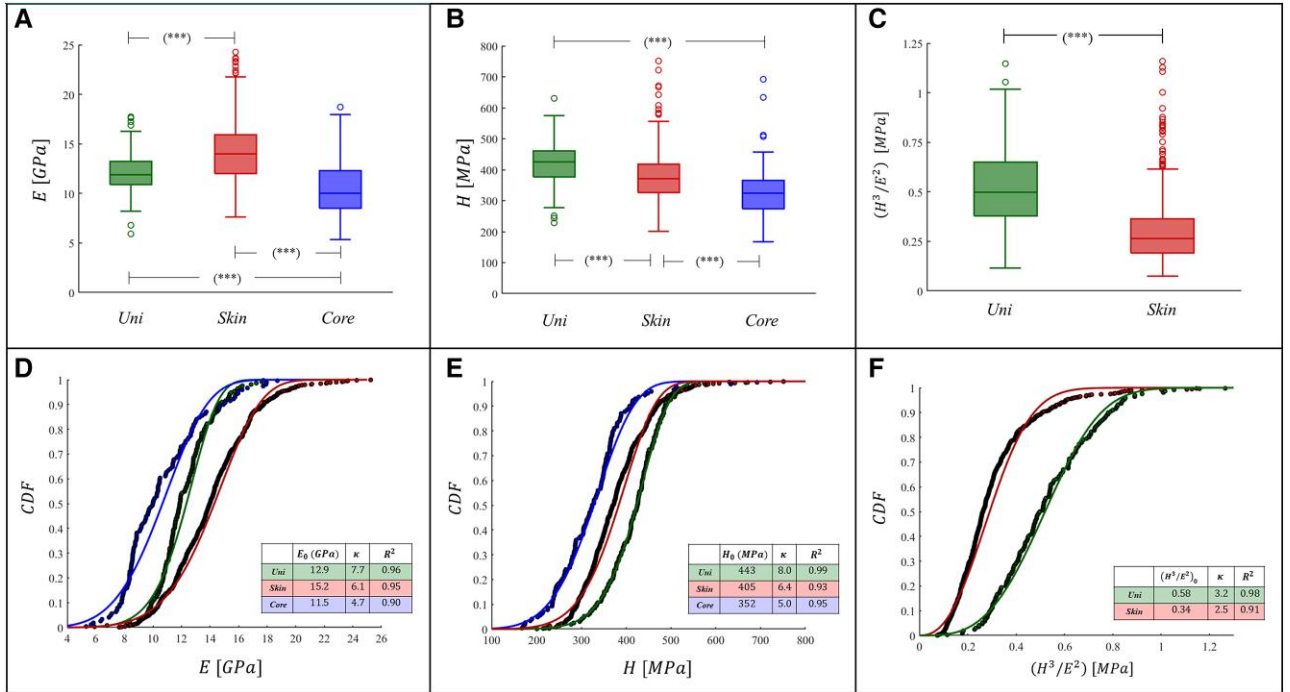 A
25
20
15
10
5
0
E [GPa]
(***)
(***)
(***)
Uni Skin Core
B
800
700
600
500
400
300
200
100
0
H [MPa]
(***)
(***) (***)
Uni Skin Core
C
1.25
1
0.75
0.5
0.25
0
(H³/E²) [MPa]
(***)
Uni Skin
D
1
0.9
0.8
0.7
0.6
0.5
0.4
0.3
0.2
0.1
0
CDF
E₀ (GPa) κ R²
Uni 12.9 7.7 0.96
Skin 15.2 6.1 0.95
Core 11.5 4.7 0.90
4 6 8 10 12 14 16 18 20 22 24 26
E [GPa]
E
1
0.9
0.8
0.7
0.6
0.5
0.4
0.3
0.2
0.1
0
CDF
H₀ (MPa) κ R²
Uni 443 8.0 0.99
Skin 405 6.4 0.93
Core 352 5.0 0.95
100 200 300 400 500 600 700 800
H [MPa]
F
1
0.9
0.8
0.7
0.6
0.5
0.4
0.3
0.2
0.1
0
CDF
(H³/E²)₀ κ R²
Uni 0.58 3.2 0.98
Skin 0.34 2.5 0.91
0 0.2 0.4 0.6 0.8 1 1.2
(H³/E²) [MPa]